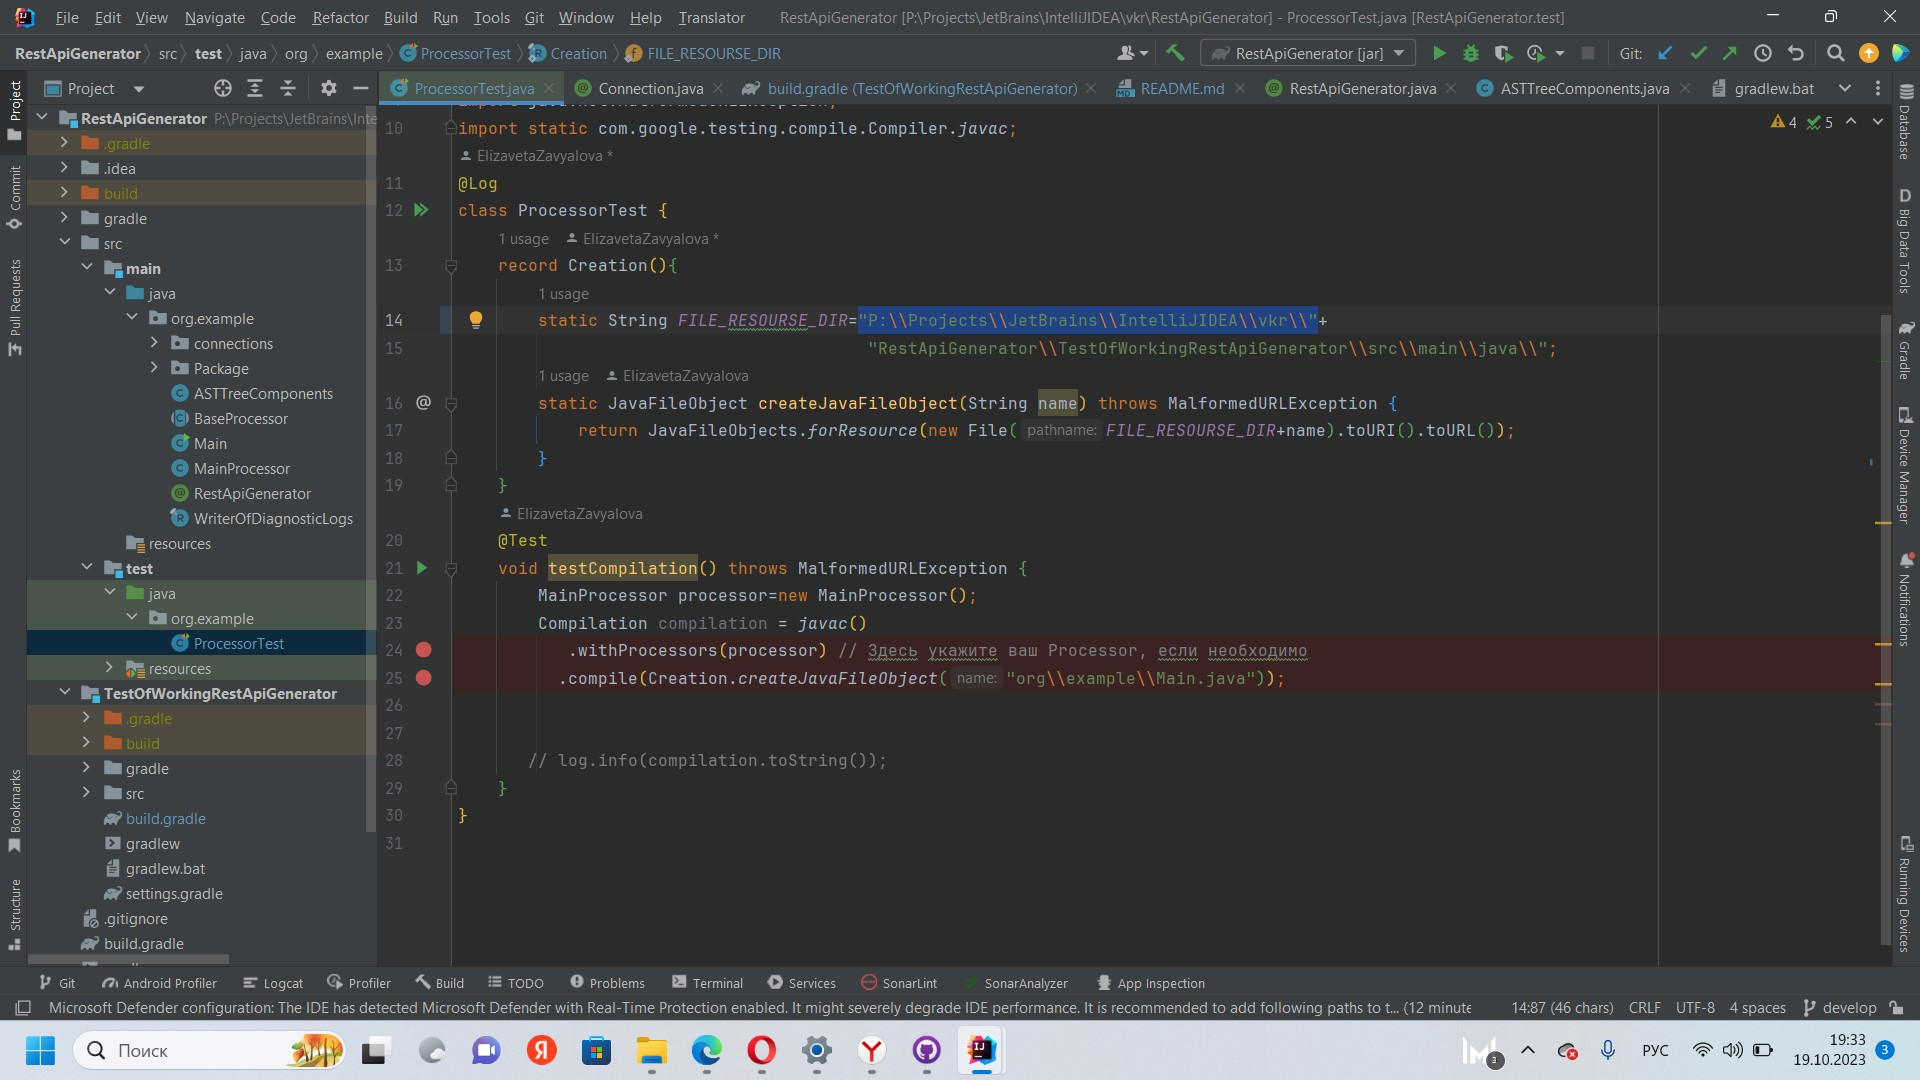 File Edit View Navigate Code Refactor Build Run Tools Git Window Help Translator RestApiGenerator [P:\Projects\JetBrains\IntelliJIDEA\vkr\RestApiGenerator] - ProcessorTest.java [RestApiGenerator.test]
RestApiGenerator src test java org example ProcessorTest Creation FILE_RESOURSE_DIR RestApiGenerator [jar] Git:
Project ProcessorTest.java Connection.java build.gradle (TestOfWorkingRestApiGenerator) README.md RestApiGenerator.java ASTTreeComponents.java gradlew.bat
Project
Commit
Pull Requests
Bookmarks
Structure
RestApiGenerator P:\Projects\JetBrains\Inte
.gradle
.idea
build
gradle
src
main
java
org.example
connections
Package
ASTTreeComponents
BaseProcessor
Main
MainProcessor
RestApiGenerator
WriterOfDiagnosticLogs
resources
test
java
org.example
ProcessorTest
resources
TestOfWorkingRestApiGenerator
.gradle
build
gradle
src
build.gradle
gradlew
gradlew.bat
settings.gradle
.gitignore
build.gradle
4 5
10 import static com.google.testing.compile.Compiler.javac;
ElizavetaZavyalova *
11 @Log
12 class ProcessorTest {
1 usage ElizavetaZavyalova *
13 record Creation(){
1 usage
14 static String FILE_RESOURSE_DIR="P:\\Projects\\JetBrains\\IntelliJIDEA\\vkr\\"+
15 "RestApiGenerator\\TestOfWorkingRestApiGenerator\\src\\main\\java\\";
1 usage ElizavetaZavyalova
16 @ static JavaFileObject createJavaFileObject(String name) throws MalformedURLException {
17 return JavaFileObjects.forResource(new File( pathname: FILE_RESOURSE_DIR+name).toURI().toURL());
18 }
19 }
ElizavetaZavyalova
20 @Test
21 void testCompilation() throws MalformedURLException {
22 MainProcessor processor=new MainProcessor();
23 Compilation compilation = javac()
24 .withProcessors(processor) // Здесь укажите ваш Processor, если необходимо
25 .compile(Creation.createJavaFileObject( name: "org\\example\\Main.java"));
26
27
28 // log.info(compilation.toString());
29 }
30 }
31
Database
Big Data Tools
Gradle
Device Manager
Notifications
Running Devices
Git Android Profiler Logcat Profiler Build TODO Problems Terminal Services SonarLint SonarAnalyzer App Inspection
Microsoft Defender configuration: The IDE has detected Microsoft Defender with Real-Time Protection enabled. It might severely degrade IDE performance. It is recommended to add following paths to t... (12 minute 14:87 (46 chars) CRLF UTF-8 4 spaces develop
Поиск РУС 19:33
19.10.2023 3